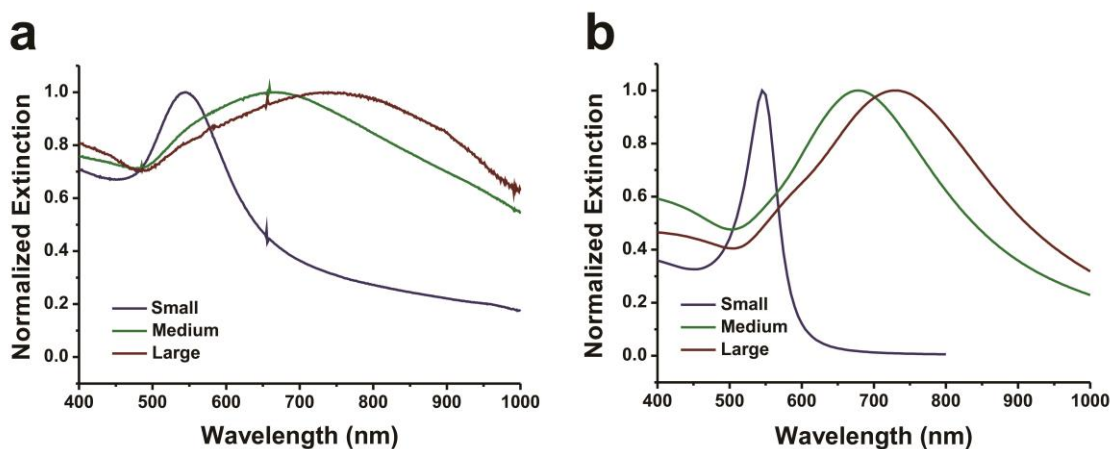 a
Normalized Extinction
1.0
0.8
0.6
0.4
0.2
0.0
Small
Medium
Large
400 500 600 700 800 900 1000
Wavelength (nm)
b
Normalized Extinction
1.0
0.8
0.6
0.4
0.2
0.0
Small
Medium
Large
400 500 600 700 800 900 1000
Wavelength (nm)